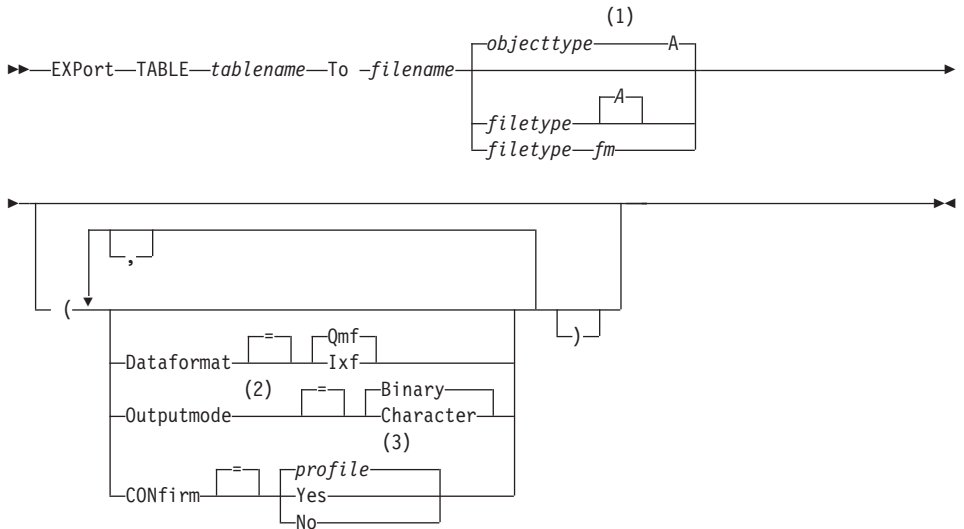 (1)
objecttype A
EXPort TABLE tablename To filename
A
filetype
filetype fm
,
(
)
= Qmf
Dataformat Ixf
(2)
= Binary
Outputmode Character
(3)
= profile
CONfirm Yes
No